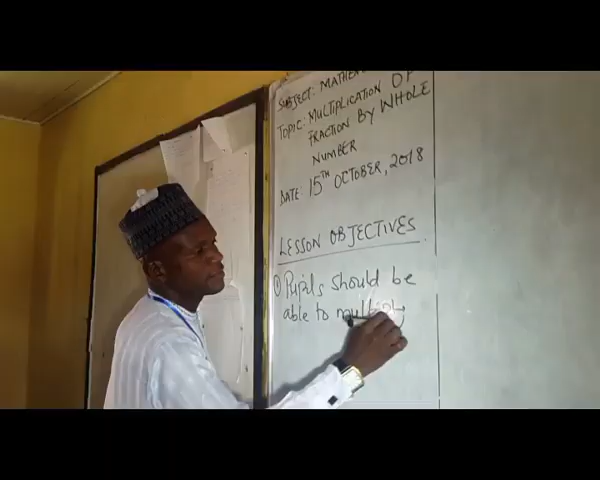 SUBJECT: MATHEM
TOPIC: MULTIPLICATION OF
FRACTION BY WHOLE
NUMBER
DATE: 15TH OCTOBER, 2018
LESSON OBJECTIVES
① Pupils should be
able to multiply